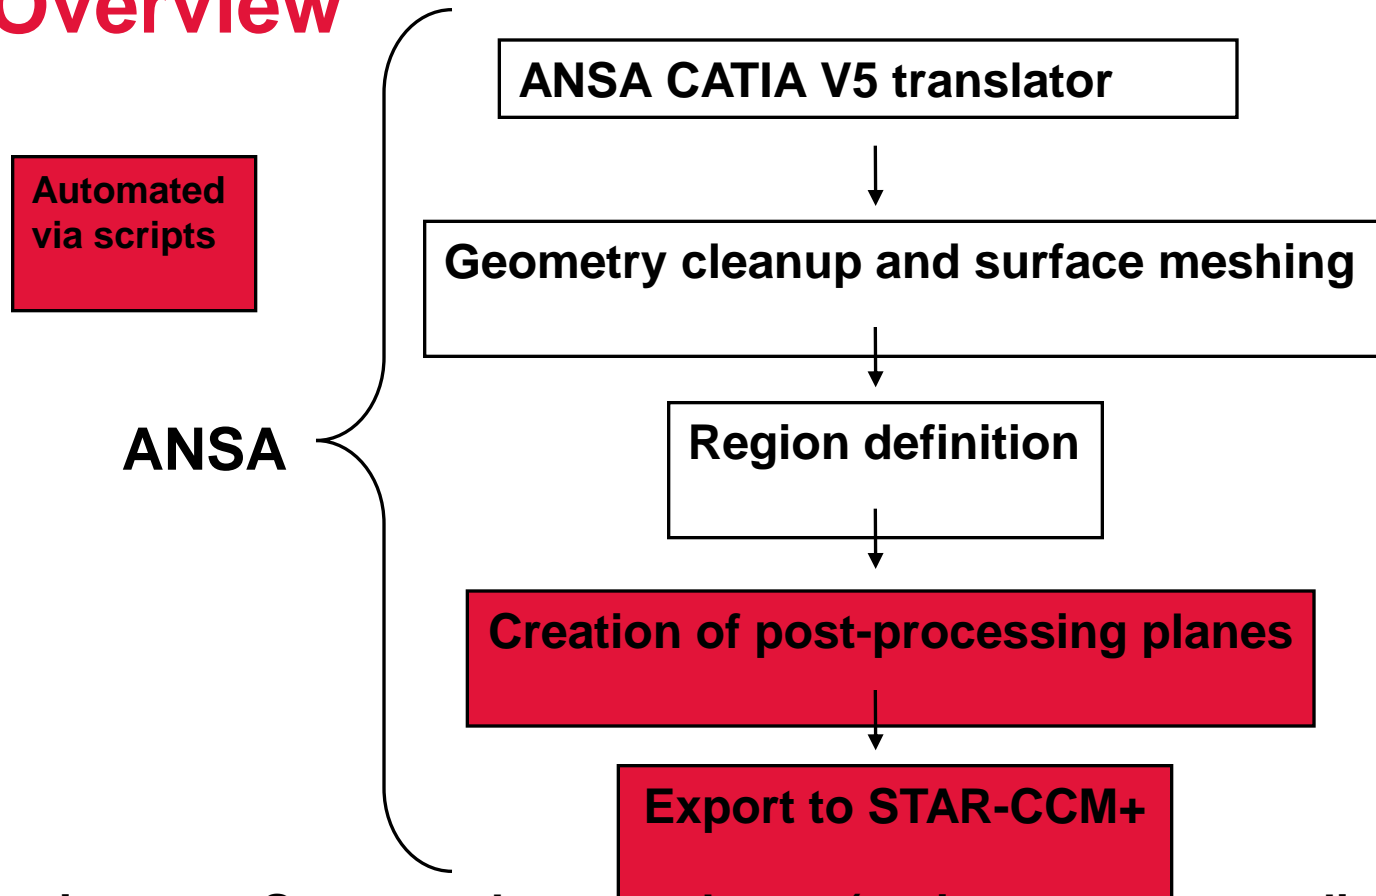 Overview
ANSA CATIA V5 translator
Automated
via scripts
Geometry cleanup and surface meshing
ANSA
Region definition
Creation of post-processing planes
Export to STAR-CCM+